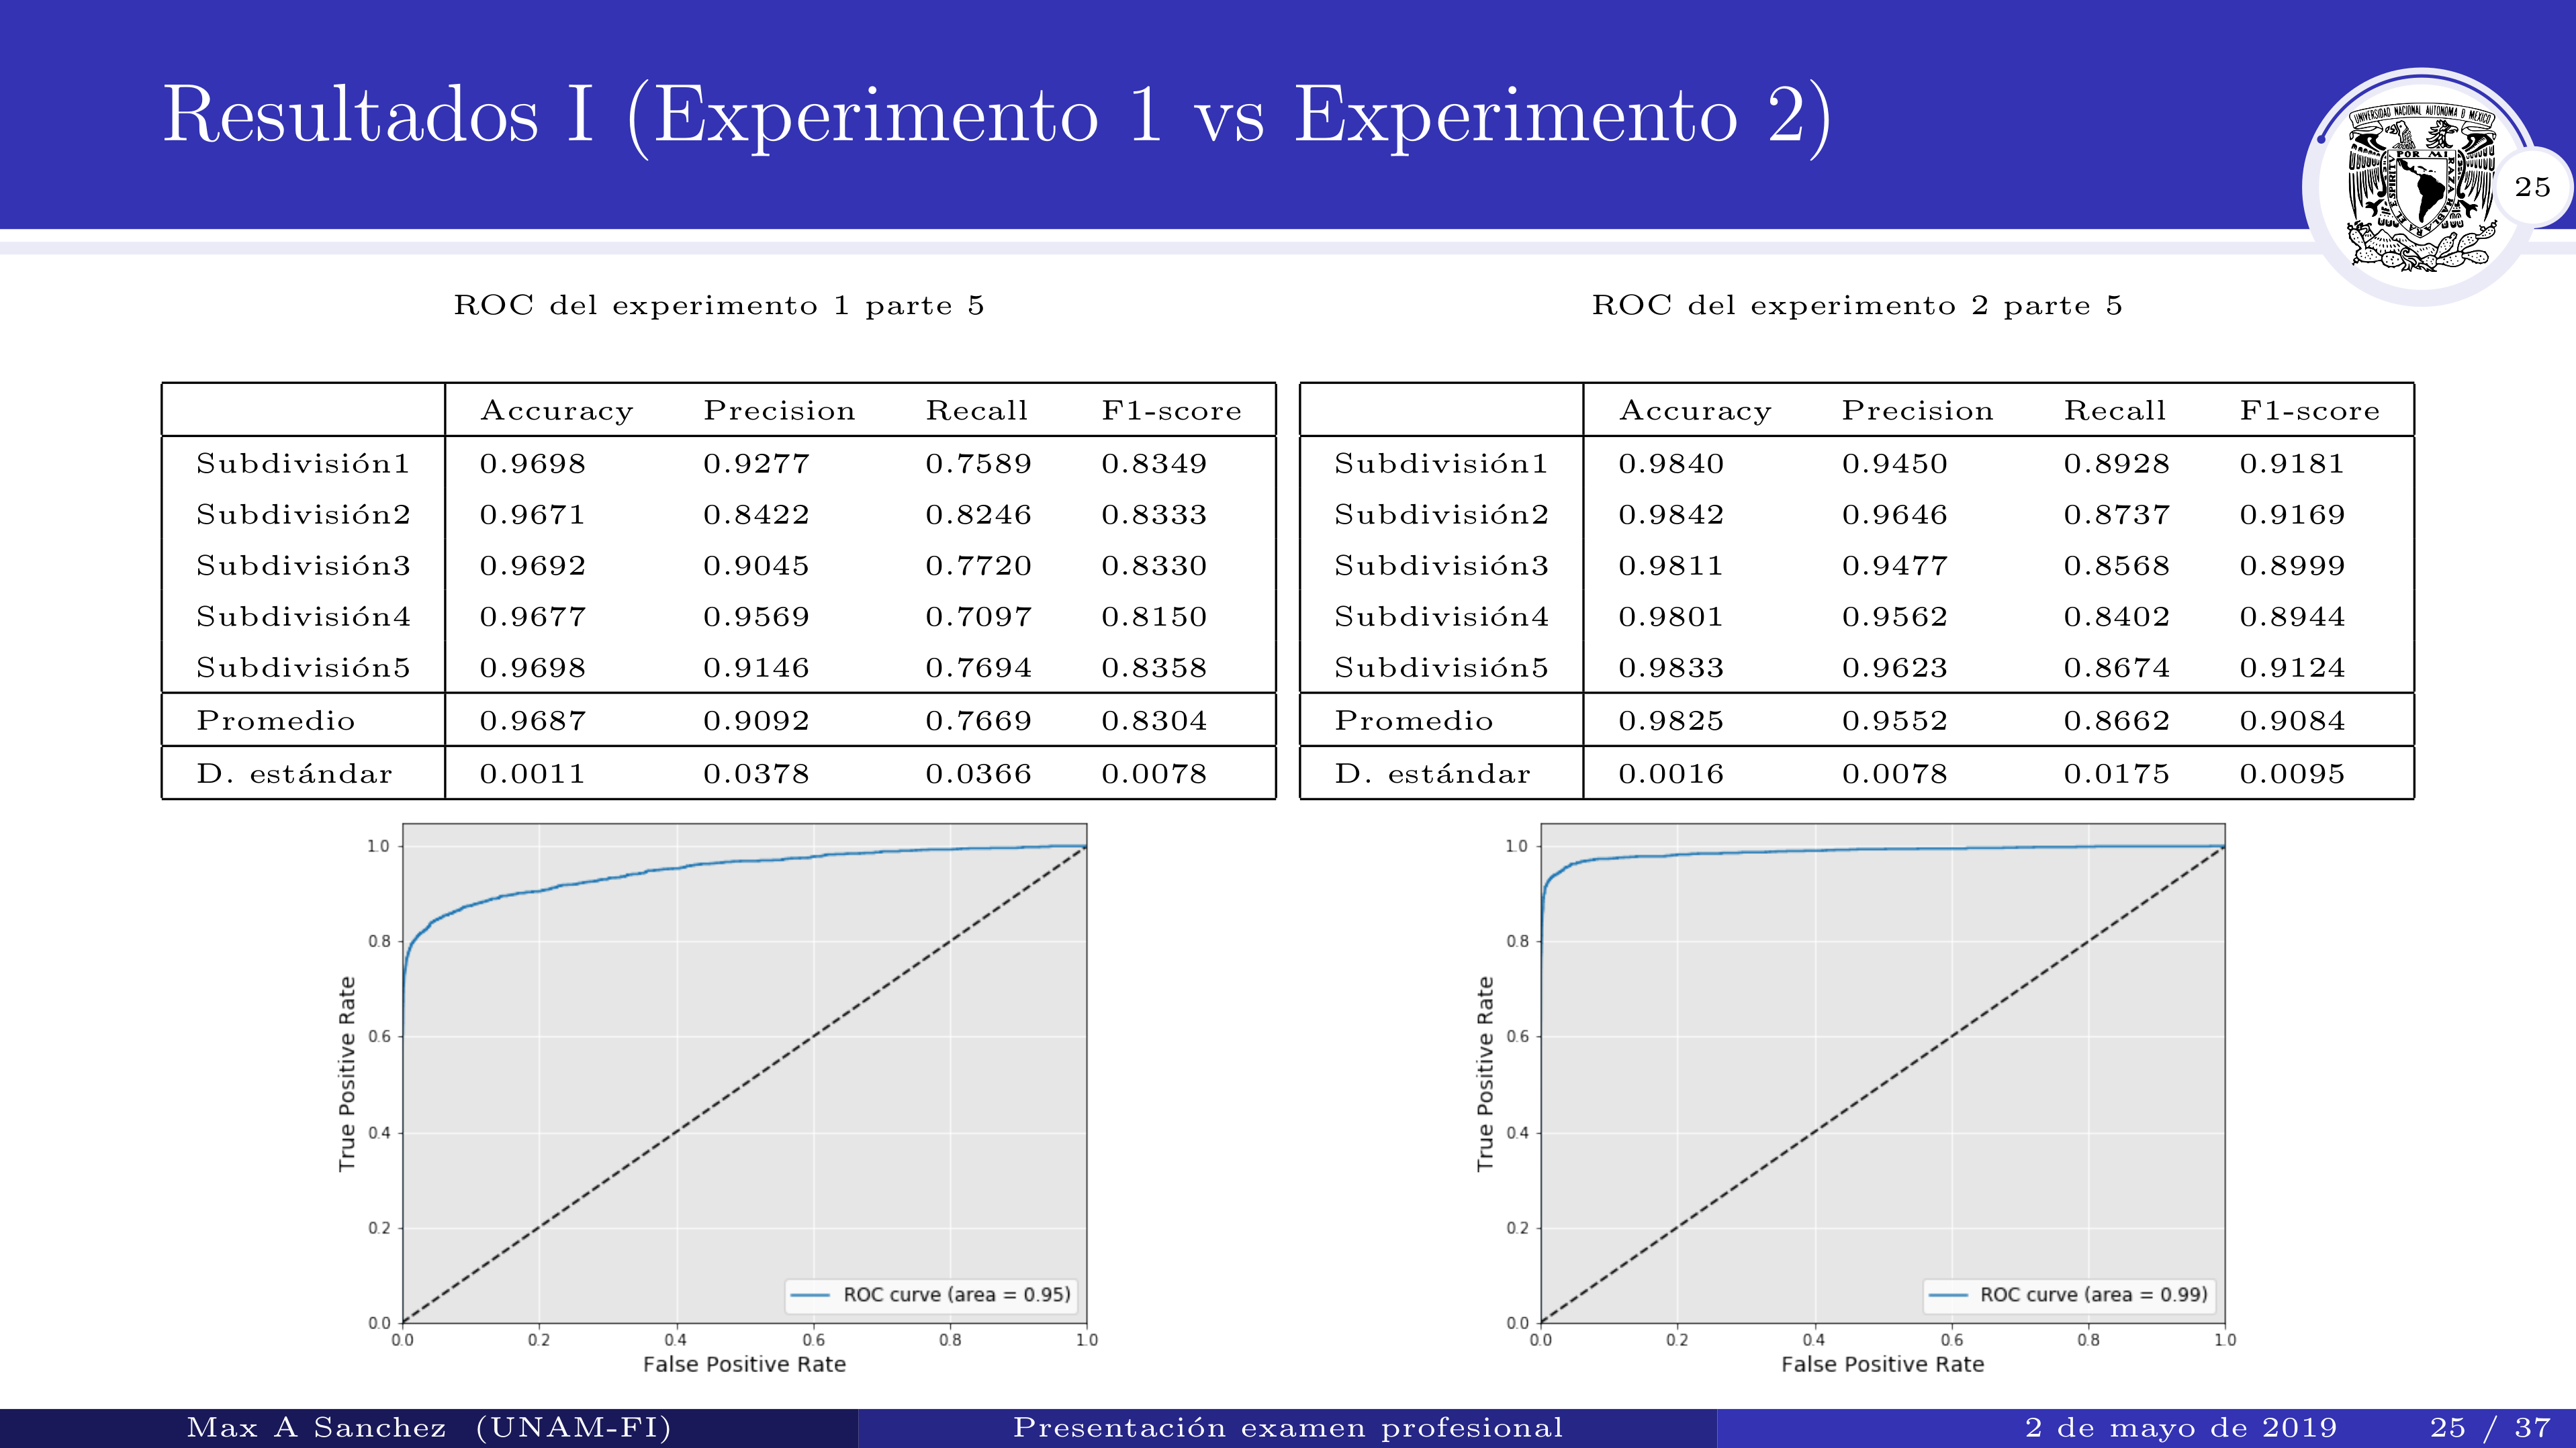 Resultados I (Experimento 1 vs Experimento 2)
UNIVERSIDAD NACIONAL AUTONOMA D MEXICO
POR MI RAZA HABLARA EL ESPIRITV
25
ROC del experimento 1 parte 5
Accuracy Precision Recall F1-score
Subdivisión1 0.9698 0.9277 0.7589 0.8349
Subdivisión2 0.9671 0.8422 0.8246 0.8333
Subdivisión3 0.9692 0.9045 0.7720 0.8330
Subdivisión4 0.9677 0.9569 0.7097 0.8150
Subdivisión5 0.9698 0.9146 0.7694 0.8358
Promedio 0.9687 0.9092 0.7669 0.8304
D. estándar 0.0011 0.0378 0.0366 0.0078
1.0
0.8
0.6
0.4
0.2
0.0
True Positive Rate
ROC curve (area = 0.95)
0.0 0.2 0.4 0.6 0.8 1.0
False Positive Rate
ROC del experimento 2 parte 5
Accuracy Precision Recall F1-score
Subdivisión1 0.9840 0.9450 0.8928 0.9181
Subdivisión2 0.9842 0.9646 0.8737 0.9169
Subdivisión3 0.9811 0.9477 0.8568 0.8999
Subdivisión4 0.9801 0.9562 0.8402 0.8944
Subdivisión5 0.9833 0.9623 0.8674 0.9124
Promedio 0.9825 0.9552 0.8662 0.9084
D. estándar 0.0016 0.0078 0.0175 0.0095
1.0
0.8
0.6
0.4
0.2
0.0
True Positive Rate
ROC curve (area = 0.99)
0.0 0.2 0.4 0.6 0.8 1.0
False Positive Rate
Max A Sanchez (UNAM-FI) Presentación examen profesional 2 de mayo de 2019 25 / 37